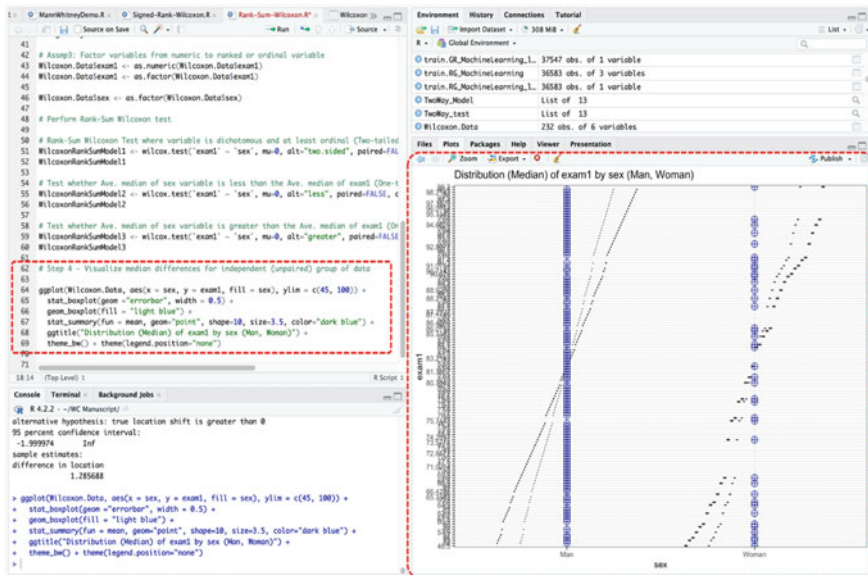 MannWhitneyDemo.R
Signed-Rank-Wilcoxon.R
Rank-Sum-Wilcoxon.R*
Wilcoxon
Source on Save
Run
Source
41
42 # Assmp3: Factor variables from numeric to ranked or ordinal variable
43 Wilcoxon.Data$exam1 <- as.numeric(Wilcoxon.Data$exam1)
44 Wilcoxon.Data$exam1 <- as.factor(Wilcoxon.Data$exam1)
45
46 Wilcoxon.Data$sex <- as.factor(Wilcoxon.Data$sex)
47
48 # Perform Rank-Sum Wilcoxon test
49
50 # Rank-Sum Wilcoxon Test where variable is dichotomous and at least ordinal (Two-tailed
51 WilcoxonRankSumModel1 <- wilcox.test(`exam1` ~ `sex`, mu=0, alt="two.sided", paired=FAL
52 WilcoxonRankSumModel1
53
54 # Test whether Ave. median of sex variable is less than the Ave. median of exam1 (One-t
55 WilcoxonRankSumModel2 <- wilcox.test(`exam1` ~ `sex`, mu=0, alt="less", paired=FALSE, c
56 WilcoxonRankSumModel2
57
58 # Test whether Ave. median of sex variable is greater than the Ave. median of exam1 (On
59 WilcoxonRankSumModel3 <- wilcox.test(`exam1` ~ `sex`, mu=0, alt="greater", paired=FALSE
60 WilcoxonRankSumModel3
61
62 # Step 4 - Visualize median differences for independent (unpaired) group of data
63
64 ggplot(Wilcoxon.Data, aes(x = sex, y = exam1, fill = sex), ylim = c(45, 100)) +
65 stat_boxplot(geom ="errorbar", width = 0.5) +
66 geom_boxplot(fill = "light blue") +
67 stat_summary(fun = mean, geom="point", shape=10, size=3.5, color="dark blue") +
68 ggtitle("Distribution (Median) of exam1 by sex (Man, Woman)") +
69 theme_bw() + theme(legend.position="none")
70
71
18:14 (Top Level) R Script
Console Terminal Background Jobs
R 4.2.2 · ~/WC Manuscript/
alternative hypothesis: true location shift is greater than 0
95 percent confidence interval:
-1.999974 Inf
sample estimates:
difference in location
1.285688
> ggplot(Wilcoxon.Data, aes(x = sex, y = exam1, fill = sex), ylim = c(45, 100)) +
+ stat_boxplot(geom ="errorbar", width = 0.5) +
+ geom_boxplot(fill = "light blue") +
+ stat_summary(fun = mean, geom="point", shape=10, size=3.5, color="dark blue") +
+ ggtitle("Distribution (Median) of exam1 by sex (Man, Woman)") +
+ theme_bw() + theme(legend.position="none")
>
Environment History Connections Tutorial
Import Dataset 308 MiB List
R Global Environment
train.GR_MachineLearning_l… 37547 obs. of 1 variable
train.RG_MachineLearning_… 36583 obs. of 3 variables
train.RG_MachineLearning_l… 36583 obs. of 1 variable
TwoWay_Model List of 13
TwoWay_test List of 13
Wilcoxon.Data 232 obs. of 6 variables
Files Plots Packages Help Viewer Presentation
Zoom Export Publish
Distribution (Median) of exam1 by sex (Man, Woman)
exam1
Man
Woman
sex